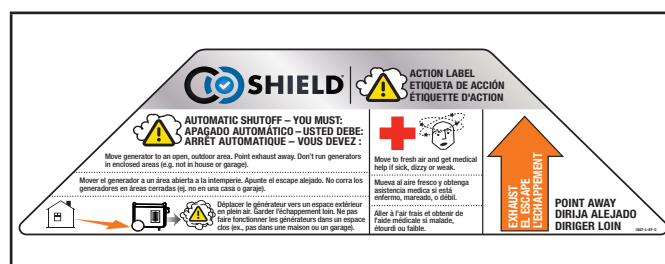 CO SHIELD®
ACTION LABEL
ETIQUETA DE ACCIÓN
ÉTIQUETTE D'ACTION
AUTOMATIC SHUTOFF – YOU MUST:
APAGADO AUTOMÁTICO – USTED DEBE:
ARRÊT AUTOMATIQUE – VOUS DEVEZ :
Move generator to an open, outdoor area. Point exhaust away. Don't run generators
in enclosed areas (e.g. not in house or garage).
Mover el generador a un área abierta a la intemperie. Apunte el escape alejado. No corra los
generadores en áreas cerradas (ej. no en una casa o garaje).
Déplacer le générateur vers un espace extérieur
en plein air. Garder l'échappement loin. Ne pas
faire fonctionner les générateurs dans un espace
clos (ex., pas dans une maison ou un garage).
Move to fresh air and get medical
help if sick, dizzy or weak.
Mueva al aire fresco y obtenga
asistencia medica si está
enfermo, mareado, o débil.
Aller à l'air frais et obtenir de
l'aide médicale si malade,
étourdi ou faible.
EXHAUST
EL ESCAPE
L'ÉCHAPPEMENT
POINT AWAY
DIRIJA ALEJADO
DIRIGER LOIN